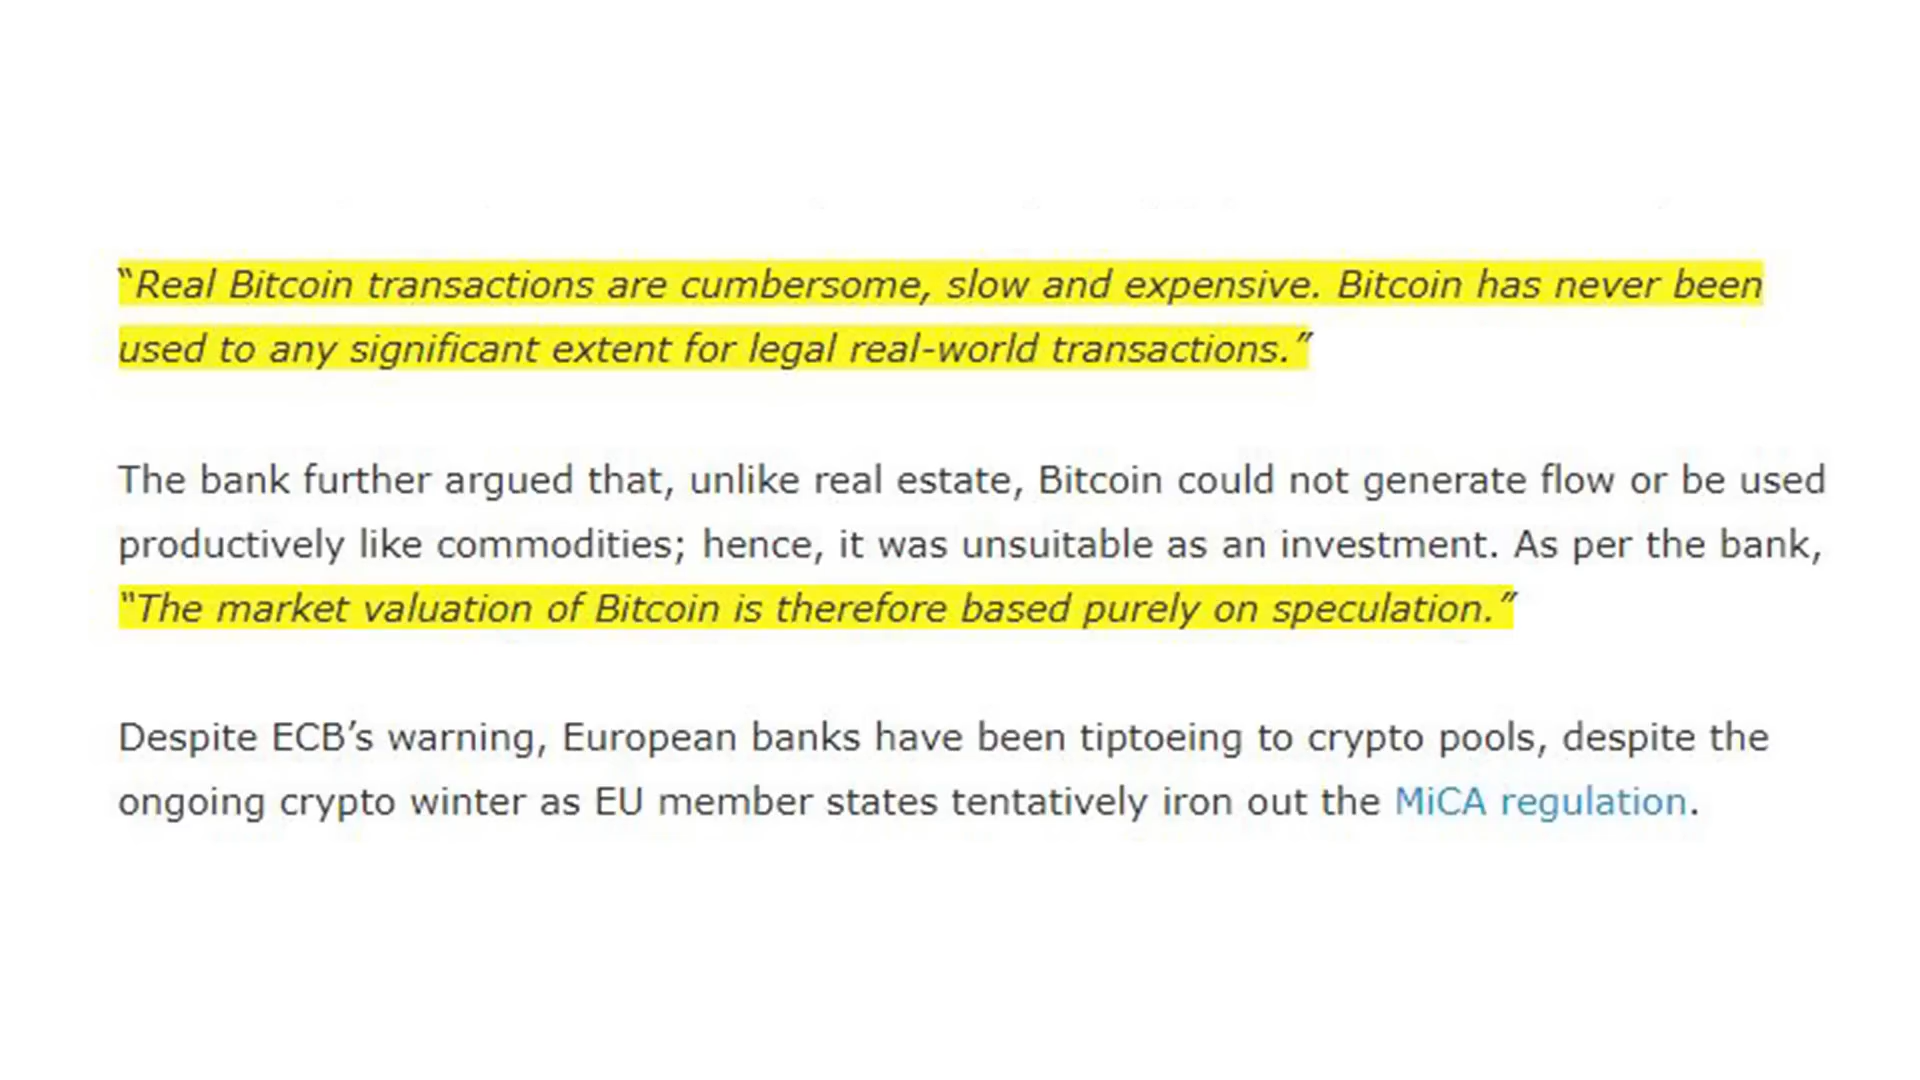 “Real Bitcoin transactions are cumbersome, slow and expensive. Bitcoin has never been
used to any significant extent for legal real-world transactions.”
The bank further argued that, unlike real estate, Bitcoin could not generate flow or be used
productively like commodities; hence, it was unsuitable as an investment. As per the bank,
"The market valuation of Bitcoin is therefore based purely on speculation.”
Despite ECB’s warning, European banks have been tiptoeing to crypto pools, despite the
ongoing crypto winter as EU member states tentatively iron out the MiCA regulation.